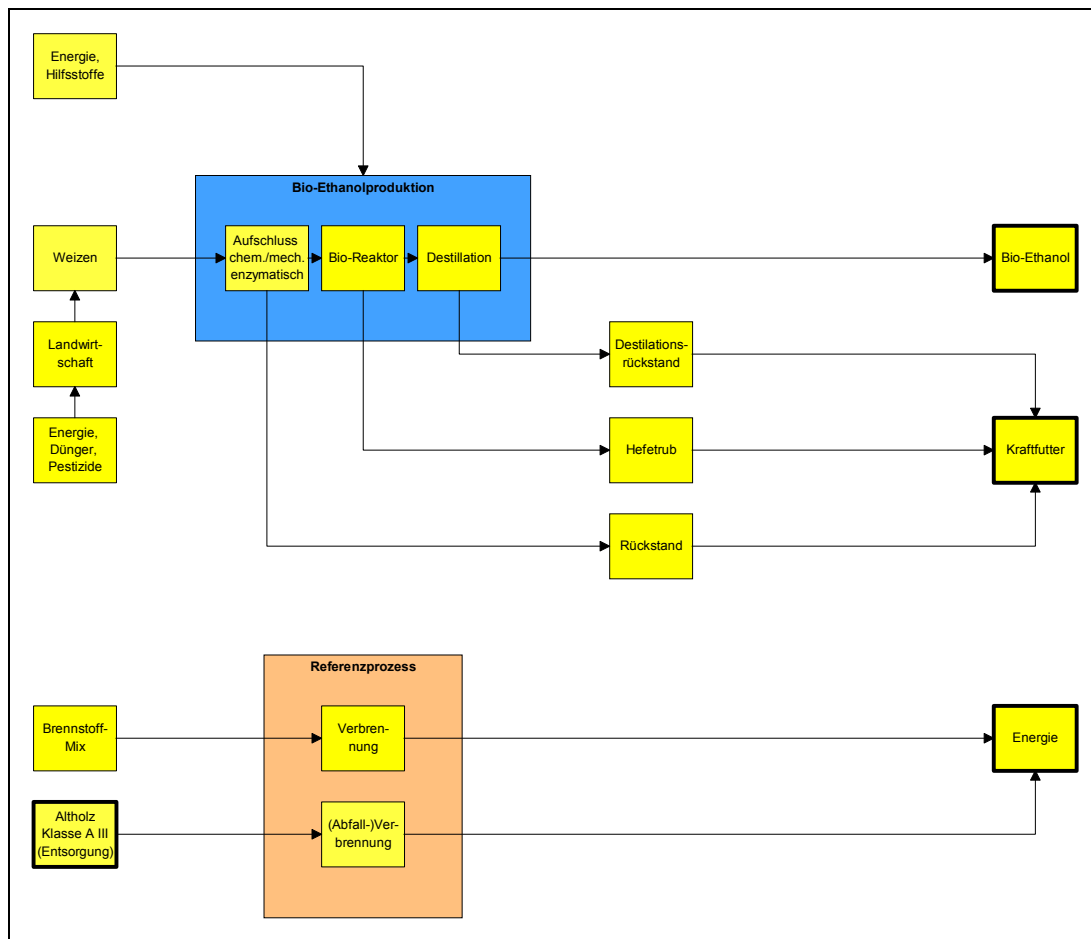 Energie,
Hilfsstoffe
Bio-Ethanolproduktion
Weizen
Aufschluss
chem./mech.
enzymatisch
Bio-Reaktor
Destillation
Bio-Ethanol
Landwirt-
schaft
Destilations-
rückstand
Energie,
Dünger,
Pestizide
Hefetrub
Kraftfutter
Rückstand
Referenzprozess
Brennstoff-
Mix
Verbren-
nung
Energie
Altholz
Klasse A III
(Entsorgung)
(Abfall-)Ver-
brennung